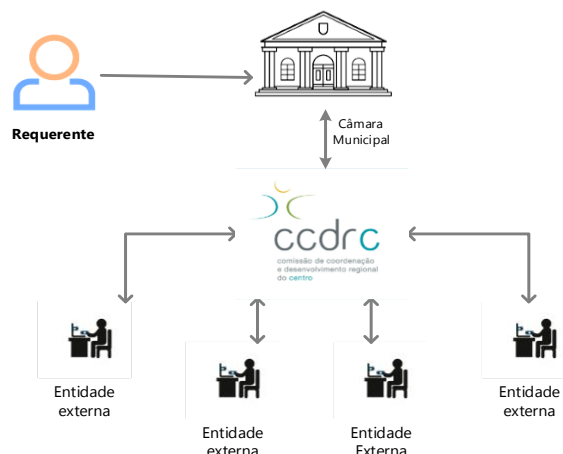 Requerente
Câmara
Municipal
ccdrc
comissão de coordenação
e desenvolvimento regional
do centro
Entidade
externa
Entidade
externa
Entidade
Externa
Entidade
externa